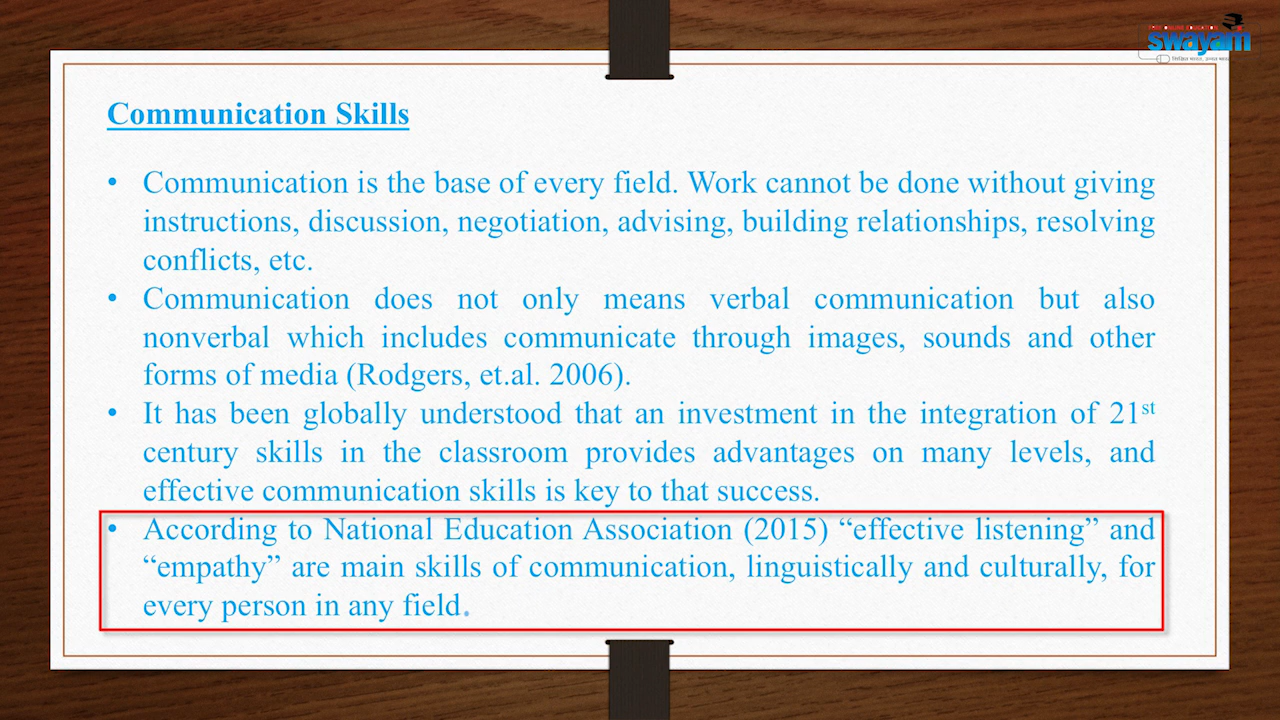 swayam
Communication Skills
• Communication is the base of every field. Work cannot be done without giving
instructions, discussion, negotiation, advising, building relationships, resolving
conflicts, etc.
• Communication does not only means verbal communication but also
nonverbal which includes communicate through images, sounds and other
forms of media (Rodgers, et.al. 2006).
• It has been globally understood that an investment in the integration of 21st
century skills in the classroom provides advantages on many levels, and
effective communication skills is key to that success.
• According to National Education Association (2015) “effective listening” and
“empathy” are main skills of communication, linguistically and culturally, for
every person in any field.